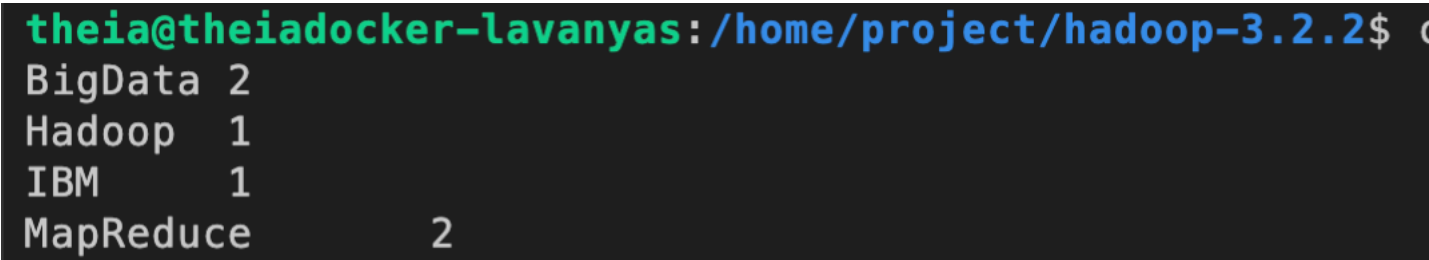 theia@theiadocker-lavanyas:/home/project/hadoop-3.2.2$
BigData 2
Hadoop  1
IBM     1
MapReduce       2